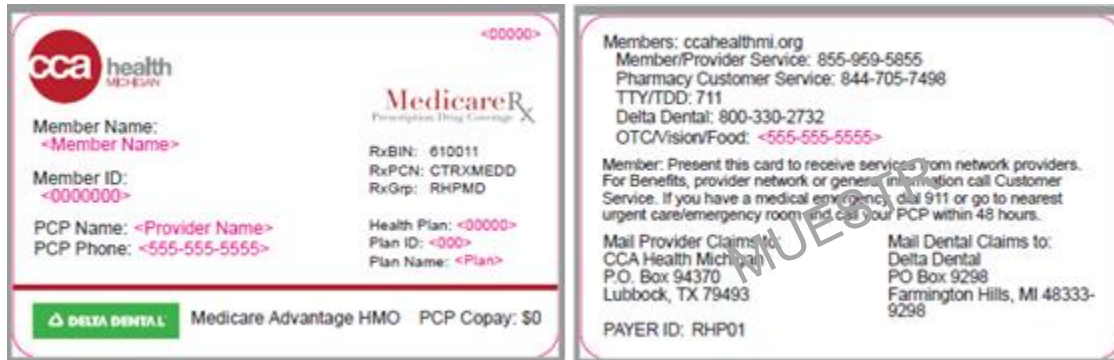 <00000>
cca health
MICHIGAN
MedicareRx
Prescription Drug Coverage
Member Name:
<Member Name>
Member ID:
<0000000>
PCP Name: <Provider Name>
PCP Phone: <555-555-5555>
RxBIN: 610011
RxPCN: CTRXMEDD
RxGrp: RHPMD
Health Plan: <00000>
Plan ID: <000>
Plan Name: <Plan>
DELTA DENTAL
Medicare Advantage HMO PCP Copay: $0
Members: ccahealthmi.org
Member/Provider Service: 855-959-5855
Pharmacy Customer Service: 844-705-7498
TTY/TDD: 711
Delta Dental: 800-330-2732
OTC/Vision/Food: <555-555-5555>
Member: Present this card to receive services from network providers.
For Benefits, provider network or general information call Customer
Service. If you have a medical emergency, dial 911 or go to nearest
urgent care/emergency room and call your PCP within 48 hours.
MUESTR
Mail Provider Claims to:
CCA Health Michigan
P.O. Box 94370
Lubbock, TX 79493
Mail Dental Claims to:
Delta Dental
PO Box 9298
Farmington Hills, MI 48333-
9298
PAYER ID: RHP01